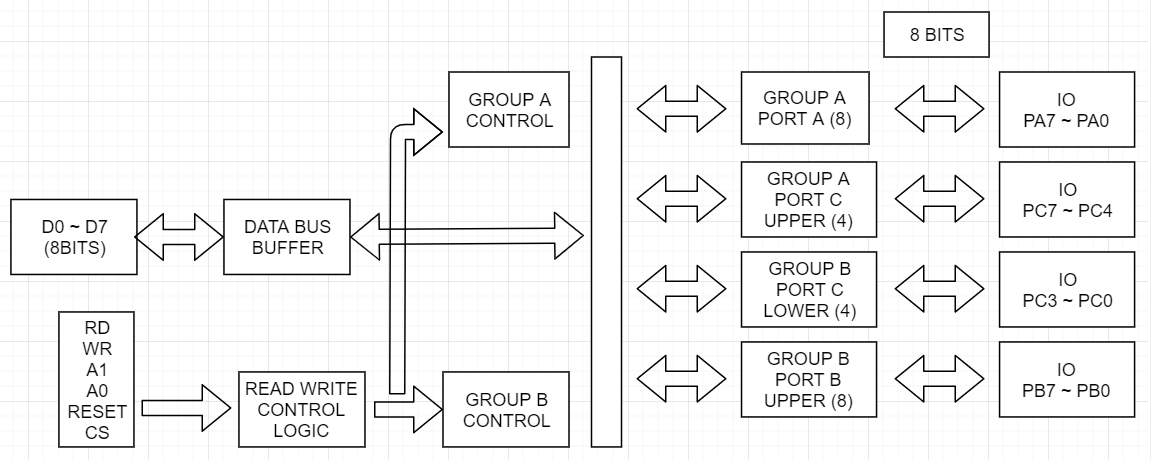 8 BITS
GROUP A
CONTROL
GROUP A
PORT A (8)
IO
PA7 ~ PA0
GROUP A
PORT C
UPPER (4)
IO
PC7 ~ PC4
D0 ~ D7
(8BITS)
DATA BUS
BUFFER
GROUP B
PORT C
LOWER (4)
IO
PC3 ~ PC0
RD
WR
A1
A0
RESET
CS
READ WRITE
CONTROL
LOGIC
GROUP B
CONTROL
GROUP B
PORT B
UPPER (8)
IO
PB7 ~ PB0